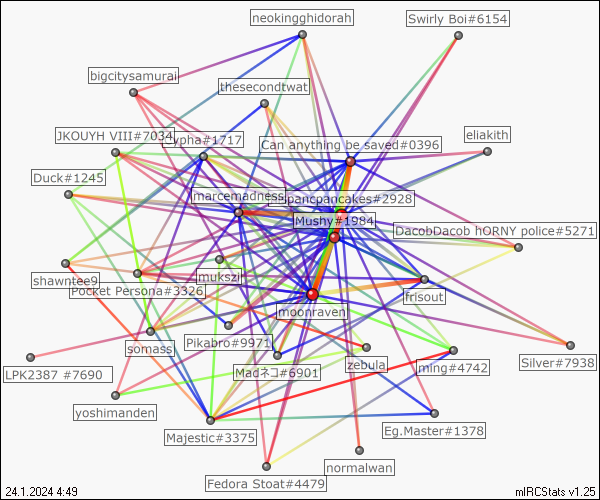 neokingghidorah
Swirly Boi#6154
bigcitysamurai
thesecondtwat
JKOUYH VIII#7034
ypha#1717
Can anything be saved#0396
eliakith
Duck#1245
marcemadness
ipancpancakes#2928
Mushy#1984
DacobDacob hORNY police#5271
shawntee9
mukszi
Pocket Persona#3326
frisout
moonraven
somass
Pikabro#9971
Silver#7938
LPK2387 #7690
Madネコ#6901
zebula
ming#4742
yoshimanden
Majestic#3375
Eg.Master#1378
Fedora Stoat#4479
normalwan
24.1.2024 4:49
mIRCStats v1.25